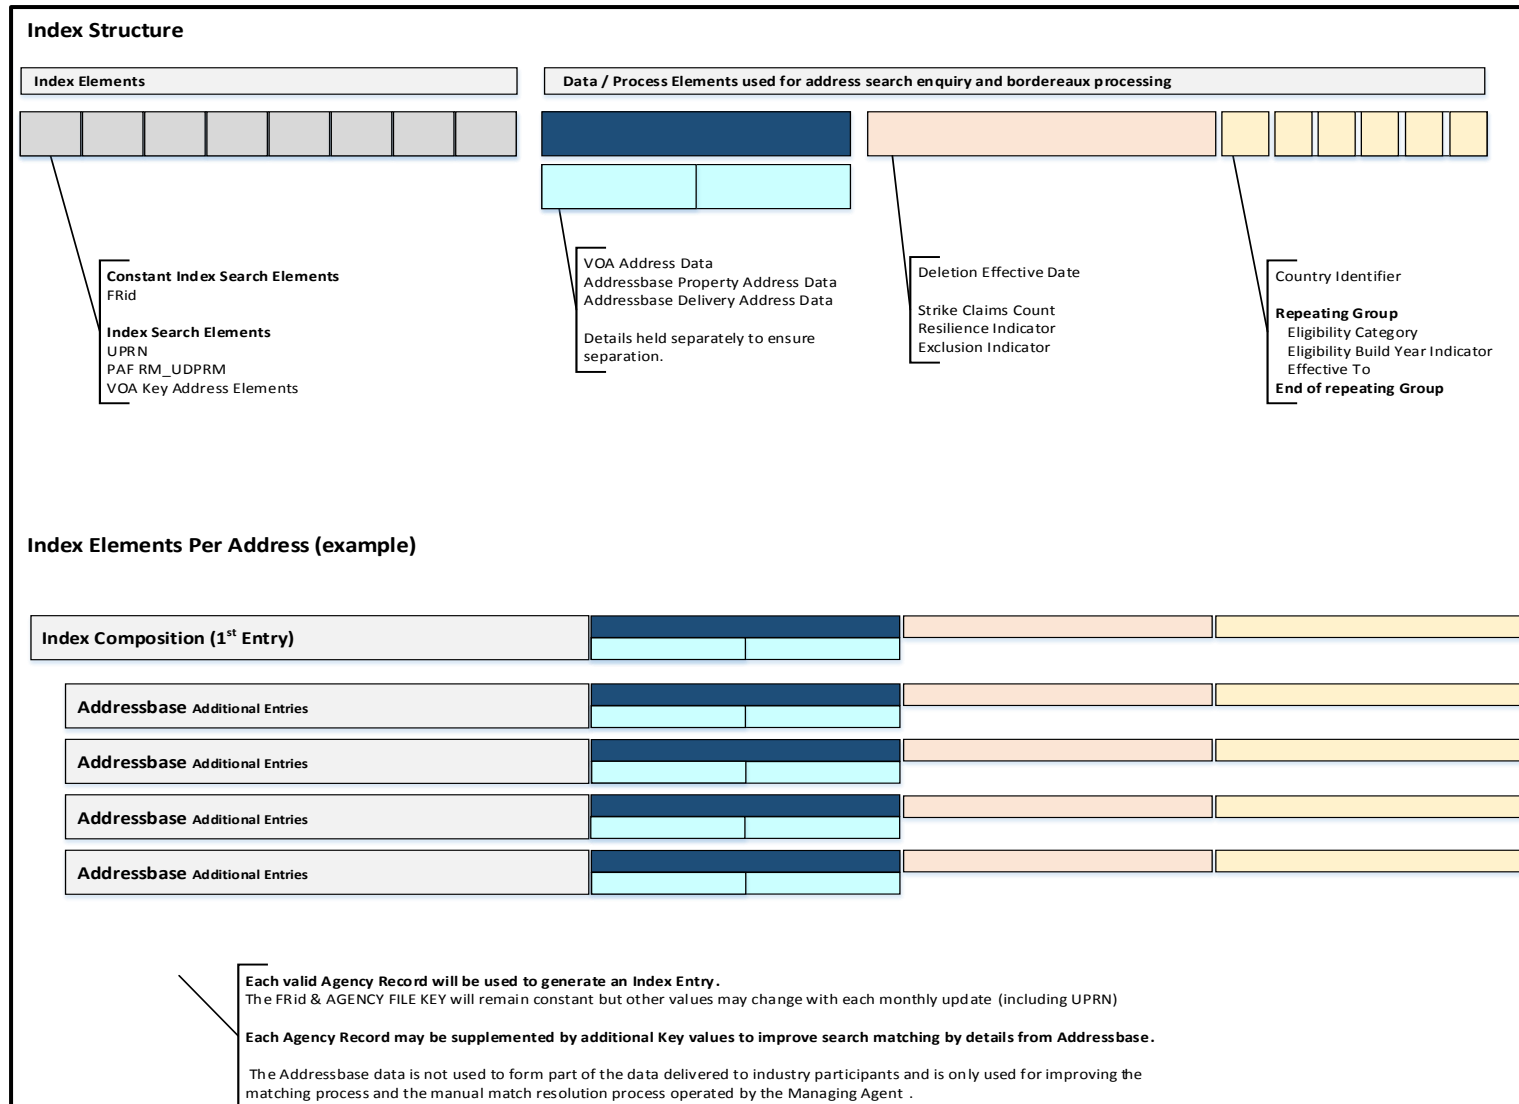 Index Structure
Index Elements
Data / Process Elements used for address search enquiry and bordereaux processing
Constant Index Search Elements
FRid
Index Search Elements
UPRN
PAF RM_UDPRM
VOA Key Address Elements
VOA Address Data
Addressbase Property Address Data
Addressbase Delivery Address Data
Details held separately to ensure
separation.
Deletion Effective Date
Strike Claims Count
Resilience Indicator
Exclusion Indicator
Country Identifier
Repeating Group
Eligibility Category
Eligibility Build Year Indicator
Effective To
End of repeating Group
Index Elements Per Address (example)
Index Composition (1st Entry)
Addressbase Additional Entries
Addressbase Additional Entries
Addressbase Additional Entries
Addressbase Additional Entries
Each valid Agency Record will be used to generate an Index Entry.
The FRid & AGENCY FILE KEY will remain constant but other values may change with each monthly update (including UPRN)
Each Agency Record may be supplemented by additional Key values to improve search matching by details from Addressbase.
The Addressbase data is not used to form part of the data delivered to industry participants and is only used for improving the
matching process and the manual match resolution process operated by the Managing Agent .